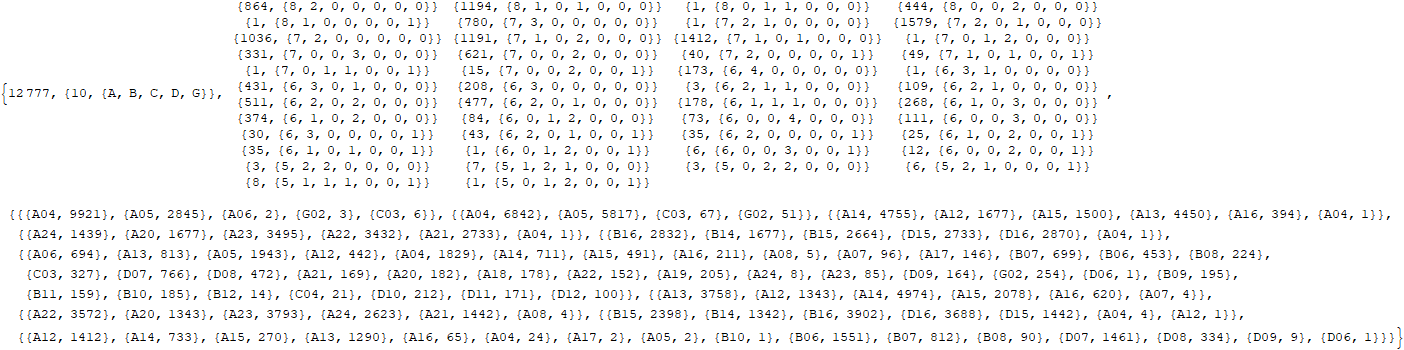 {864, {8, 2, 0, 0, 0, 0, 0}} {1194, {8, 1, 0, 1, 0, 0, 0}} {1, {8, 0, 1, 1, 0, 0, 0}} {444, {8, 0, 0, 2, 0, 0, 0}}
{1, {8, 1, 0, 0, 0, 0, 1}} {780, {7, 3, 0, 0, 0, 0, 0}} {1, {7, 2, 1, 0, 0, 0, 0}} {1579, {7, 2, 0, 1, 0, 0, 0}}
{1036, {7, 2, 0, 0, 0, 0, 0}} {1191, {7, 1, 0, 2, 0, 0, 0}} {1412, {7, 1, 0, 1, 0, 0, 0}} {1, {7, 0, 1, 2, 0, 0, 0}}
{331, {7, 0, 0, 3, 0, 0, 0}} {621, {7, 0, 0, 2, 0, 0, 0}} {40, {7, 2, 0, 0, 0, 0, 1}} {49, {7, 1, 0, 1, 0, 0, 1}}
{1, {7, 0, 1, 1, 0, 0, 1}} {15, {7, 0, 0, 2, 0, 0, 1}} {173, {6, 4, 0, 0, 0, 0, 0}} {1, {6, 3, 1, 0, 0, 0, 0}}
{12777, {10, {A, B, C, D, G}}, {431, {6, 3, 0, 1, 0, 0, 0}} {208, {6, 3, 0, 0, 0, 0, 0}} {3, {6, 2, 1, 1, 0, 0, 0}} {109, {6, 2, 1, 0, 0, 0, 0}} ,
{511, {6, 2, 0, 2, 0, 0, 0}} {477, {6, 2, 0, 1, 0, 0, 0}} {178, {6, 1, 1, 1, 0, 0, 0}} {268, {6, 1, 0, 3, 0, 0, 0}}
{374, {6, 1, 0, 2, 0, 0, 0}} {84, {6, 0, 1, 2, 0, 0, 0}} {73, {6, 0, 0, 4, 0, 0, 0}} {111, {6, 0, 0, 3, 0, 0, 0}}
{30, {6, 3, 0, 0, 0, 0, 1}} {43, {6, 2, 0, 1, 0, 0, 1}} {35, {6, 2, 0, 0, 0, 0, 1}} {25, {6, 1, 0, 2, 0, 0, 1}}
{35, {6, 1, 0, 1, 0, 0, 1}} {1, {6, 0, 1, 2, 0, 0, 1}} {6, {6, 0, 0, 3, 0, 0, 1}} {12, {6, 0, 0, 2, 0, 0, 1}}
{3, {5, 2, 2, 0, 0, 0, 0}} {7, {5, 1, 2, 1, 0, 0, 0}} {3, {5, 0, 2, 2, 0, 0, 0}} {6, {5, 2, 1, 0, 0, 0, 1}}
{8, {5, 1, 1, 1, 0, 0, 1}} {1, {5, 0, 1, 2, 0, 0, 1}}
{{{A04, 9921}, {A05, 2845}, {A06, 2}, {G02, 3}, {C03, 6}}, {{A04, 6842}, {A05, 5817}, {C03, 67}, {G02, 51}}, {{A14, 4755}, {A12, 1677}, {A15, 1500}, {A13, 4450}, {A16, 394}, {A04, 1}},
{{A24, 1439}, {A20, 1677}, {A23, 3495}, {A22, 3432}, {A21, 2733}, {A04, 1}}, {{B16, 2832}, {B14, 1677}, {B15, 2664}, {D15, 2733}, {D16, 2870}, {A04, 1}},
{{A06, 694}, {A13, 813}, {A05, 1943}, {A12, 442}, {A04, 1829}, {A14, 711}, {A15, 491}, {A16, 211}, {A08, 5}, {A07, 96}, {A17, 146}, {B07, 699}, {B06, 453}, {B08, 224},
{C03, 327}, {D07, 766}, {D08, 472}, {A21, 169}, {A20, 182}, {A18, 178}, {A22, 152}, {A19, 205}, {A24, 8}, {A23, 85}, {D09, 164}, {G02, 254}, {D06, 1}, {B09, 195},
{B11, 159}, {B10, 185}, {B12, 14}, {C04, 21}, {D10, 212}, {D11, 171}, {D12, 100}}, {{A13, 3758}, {A12, 1343}, {A14, 4974}, {A15, 2078}, {A16, 620}, {A07, 4}},
{{A22, 3572}, {A20, 1343}, {A23, 3793}, {A24, 2623}, {A21, 1442}, {A08, 4}}, {{B15, 2398}, {B14, 1342}, {B16, 3902}, {D16, 3688}, {D15, 1442}, {A04, 4}, {A12, 1}},
{{A12, 1412}, {A14, 733}, {A15, 270}, {A13, 1290}, {A16, 65}, {A04, 24}, {A17, 2}, {A05, 2}, {B10, 1}, {B06, 1551}, {B07, 812}, {B08, 90}, {D07, 1461}, {D08, 334}, {D09, 9}, {D06, 1}}}}